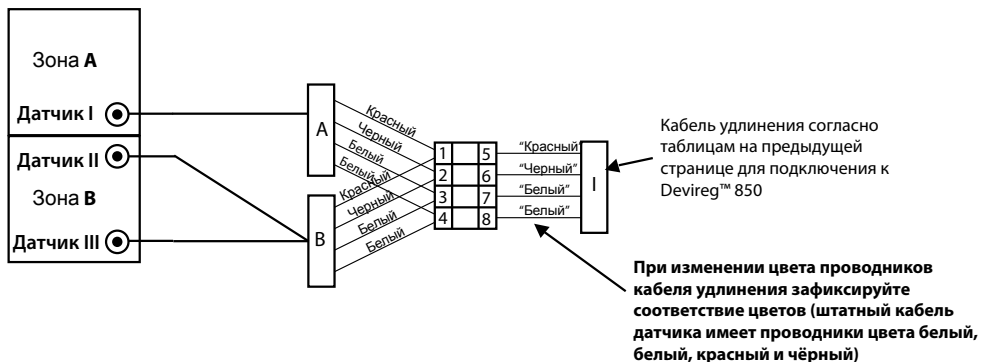 Зона A
Датчик I
Датчик II
Зона B
Датчик III
A
Красный
Черный
Белый
Белый
B
Красный
Черный
Белый
Белый
1 5
2 6
3 7
4 8
"Красный"
"Черный"
"Белый"
"Белый"
I
Кабель удлинения согласно
таблицам на предыдущей
странице для подключения к
Devireg™ 850
При изменении цвета проводников
кабеля удлинения зафиксируйте
соответствие цветов (штатный кабель
датчика имеет проводники цвета белый,
белый, красный и чёрный)